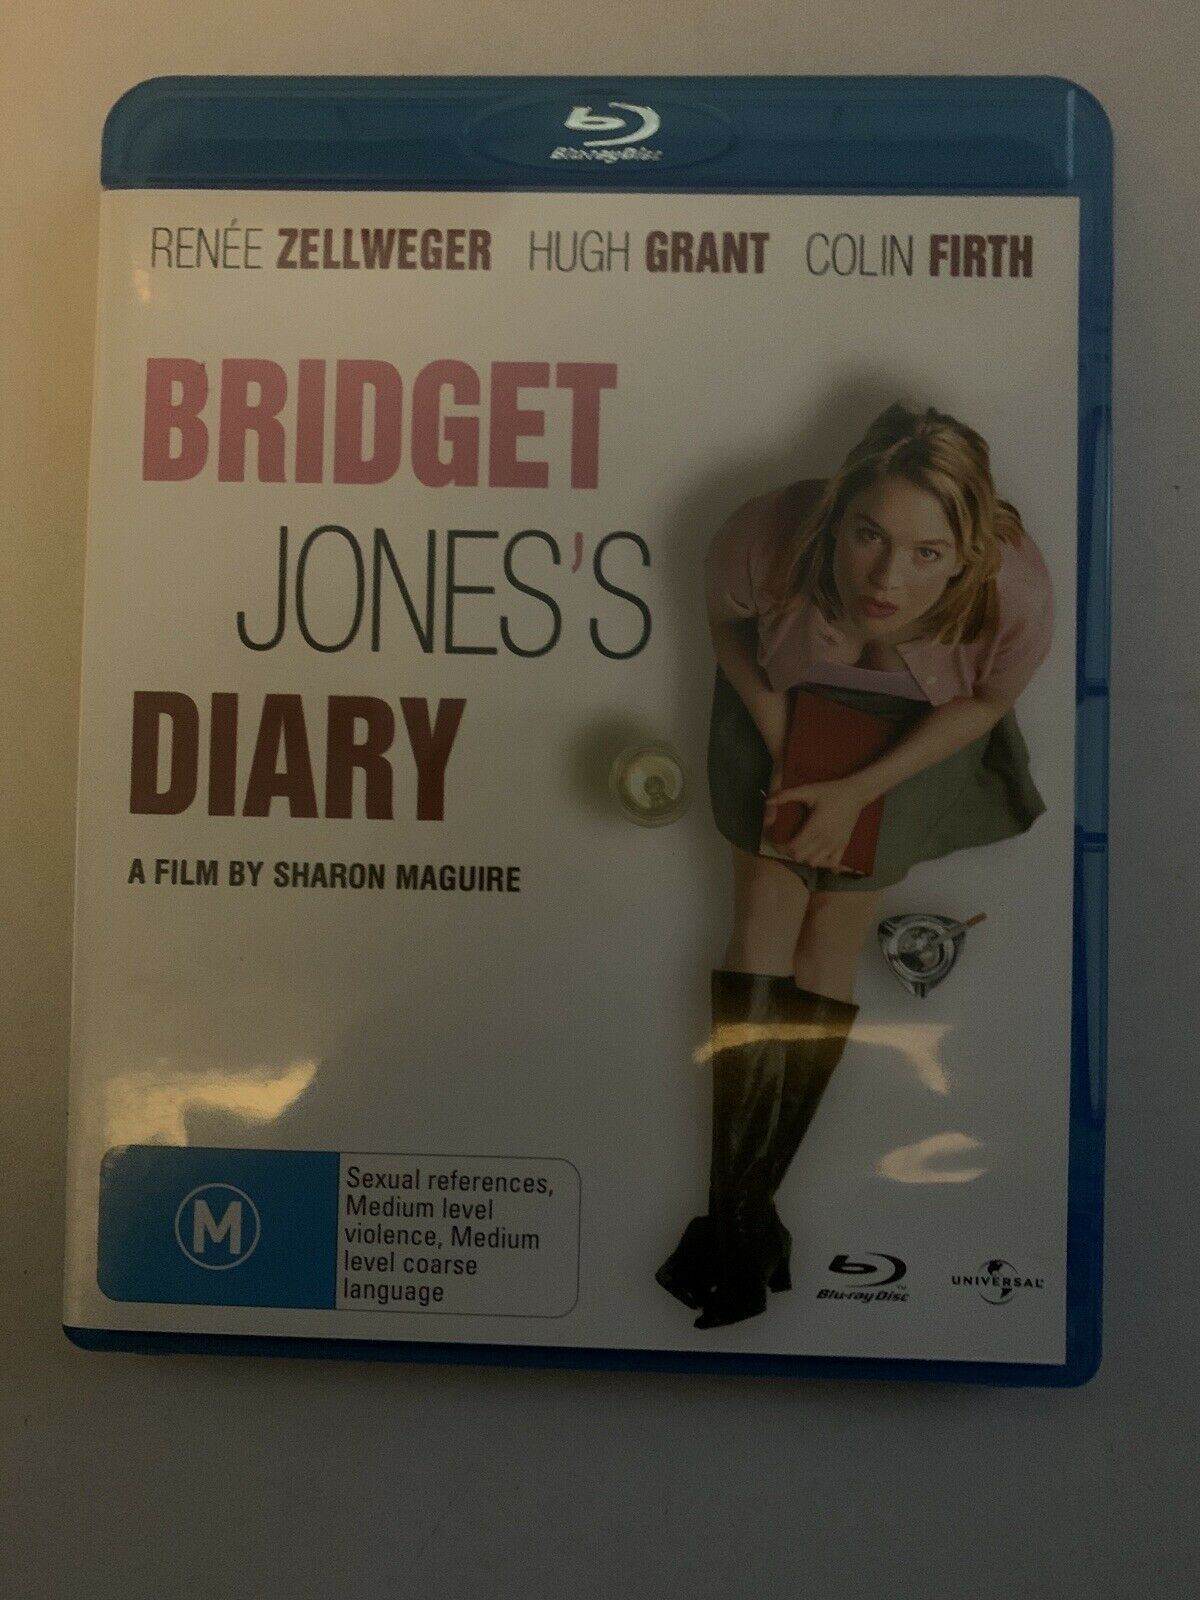 Blu-ray Disc
RENÉE ZELLWEGER HUGH GRANT COLIN FIRTH
BRIDGET
JONES'S
DIARY
A FILM BY SHARON MAGUIRE
M
Sexual references,
Medium level
violence, Medium
level coarse
language
Blu-ray Disc™
UNIVERSAL